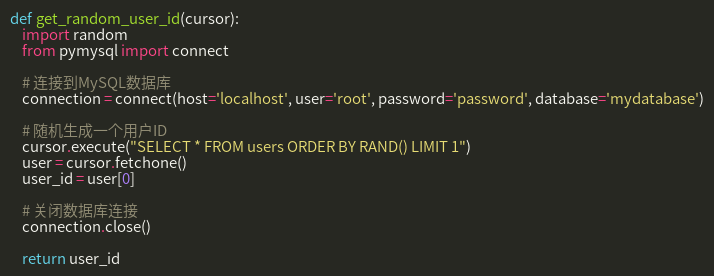 def get_random_user_id(cursor):
    import random
    from pymysql import connect

    # 连接到MySQL数据库
    connection = connect(host='localhost', user='root', password='password', database='mydatabase')

    # 随机生成一个用户ID
    cursor.execute("SELECT * FROM users ORDER BY RAND() LIMIT 1")
    user = cursor.fetchone()
    user_id = user[0]

    # 关闭数据库连接
    connection.close()

    return user_id